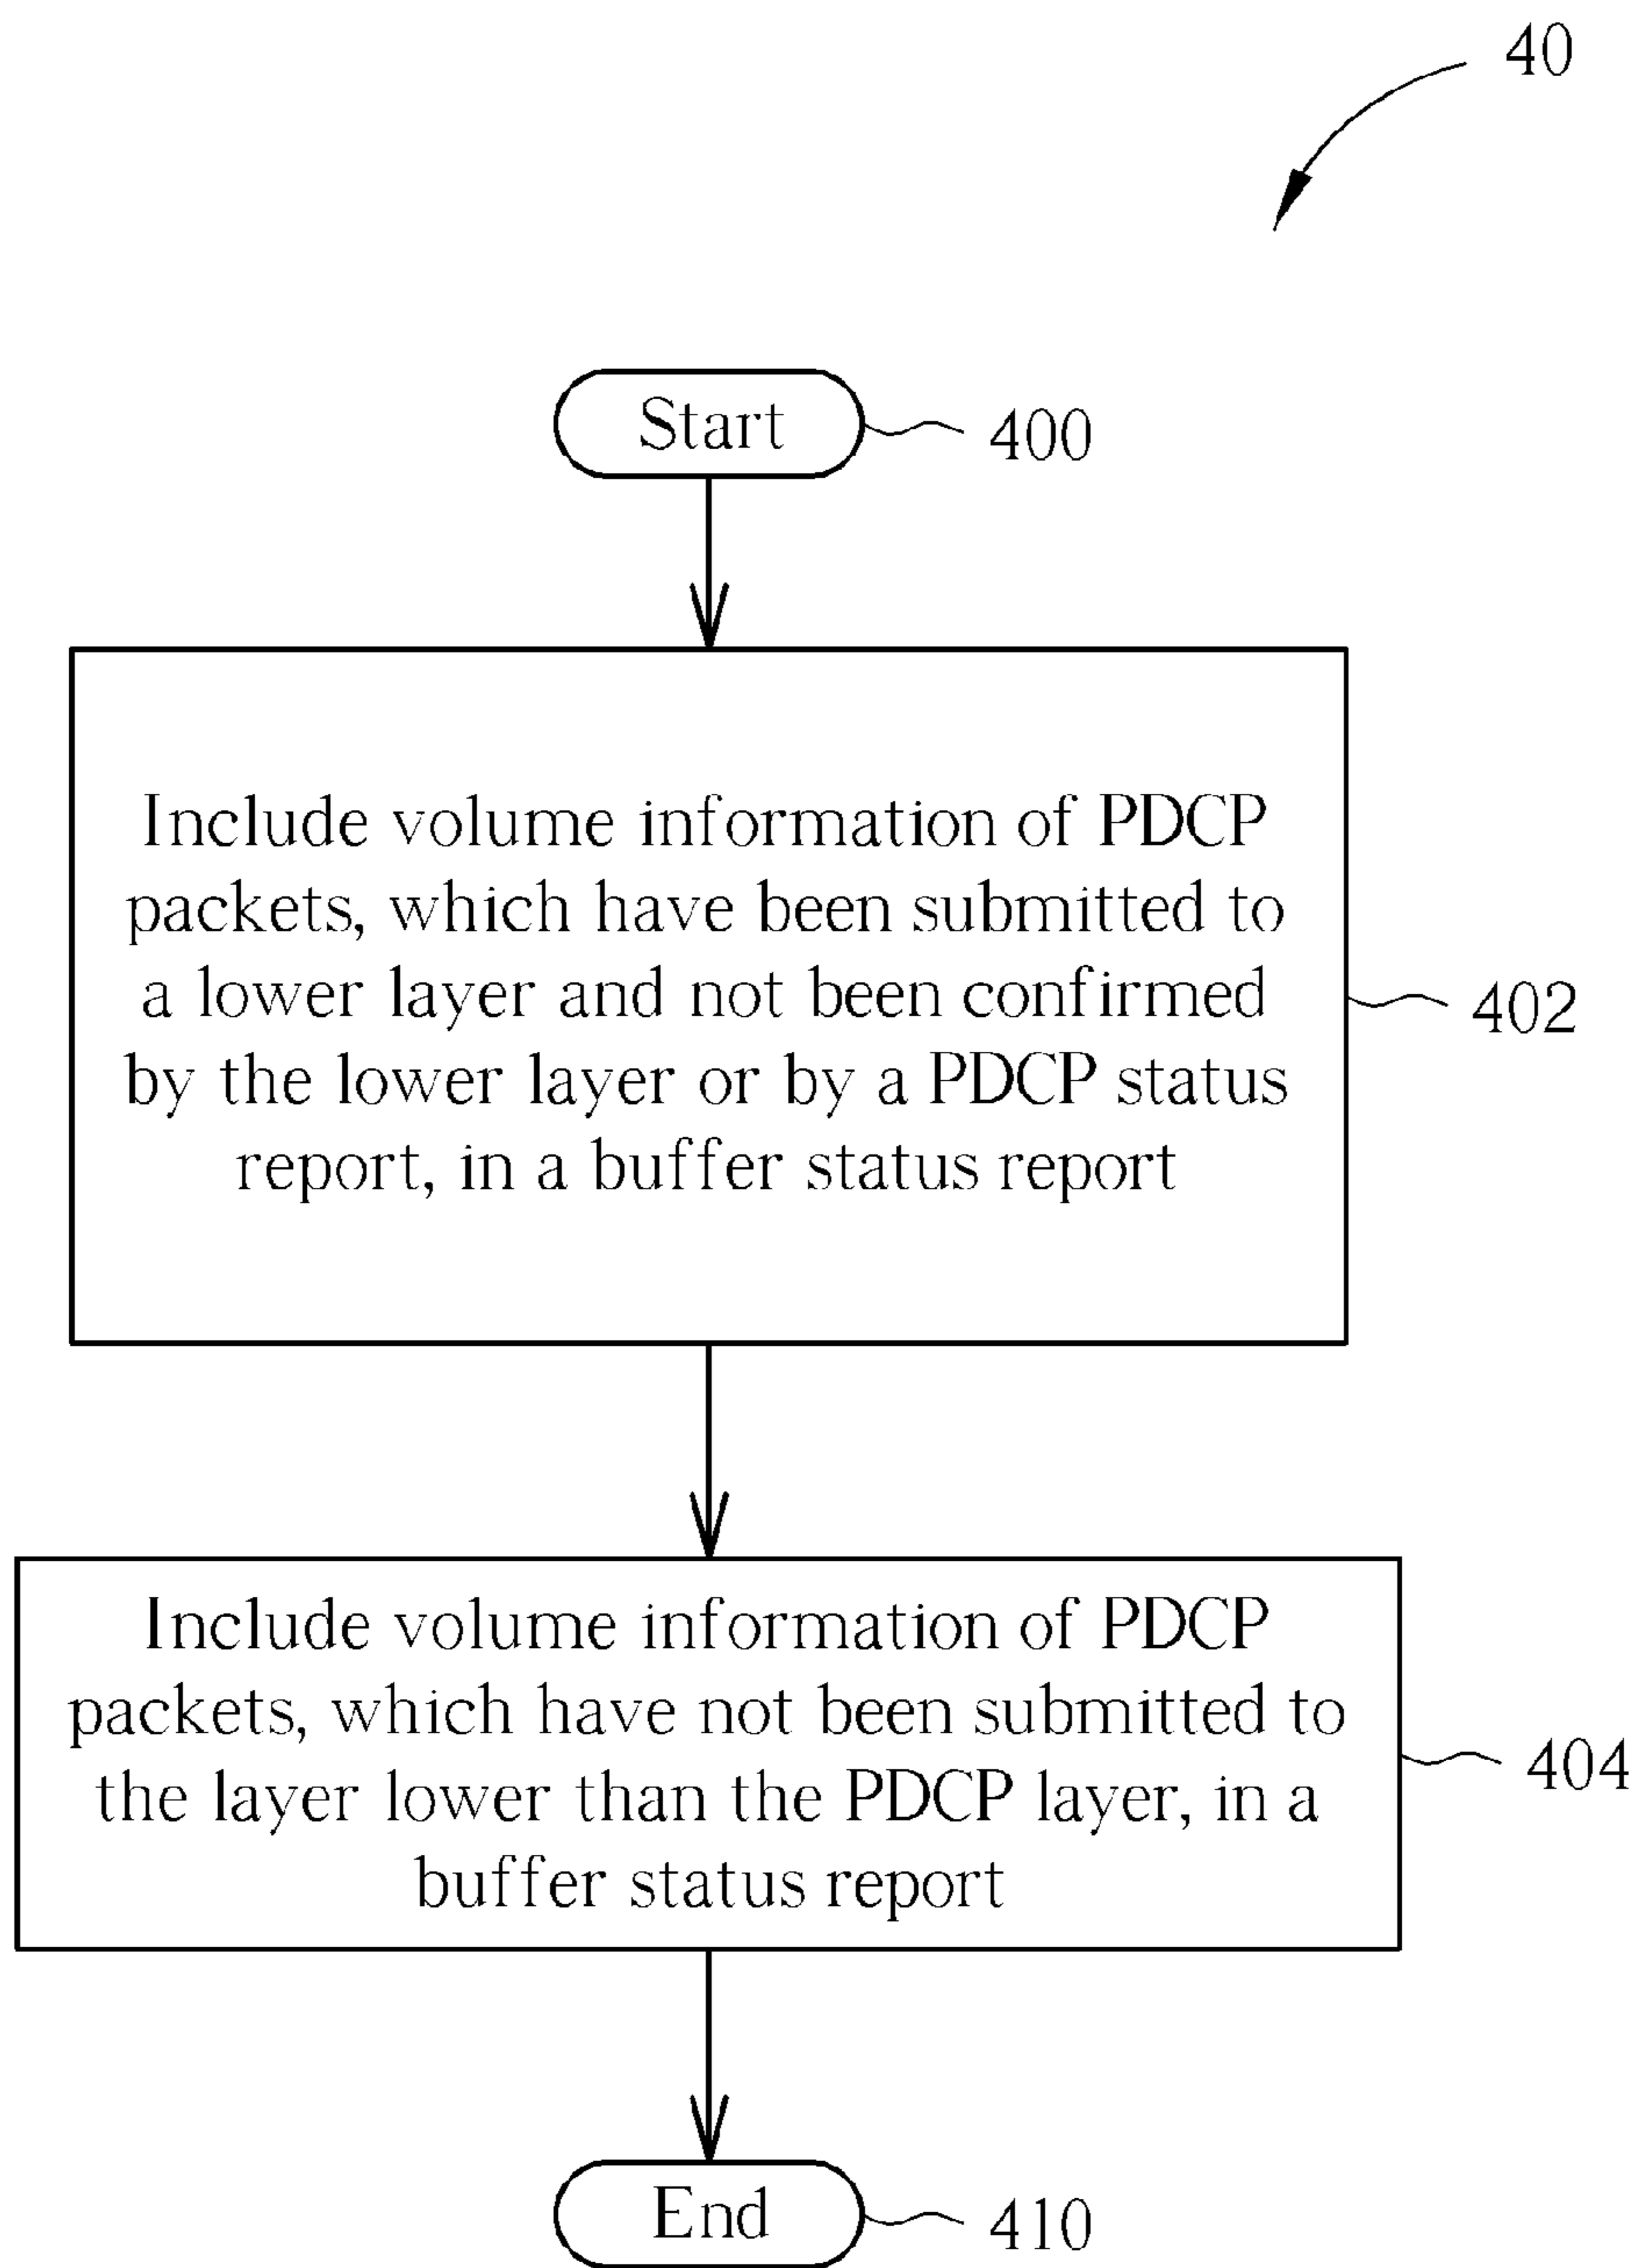 40
Start
400
Include volume information of PDCP
packets, which have been submitted to
a lower layer and not been confirmed
by the lower layer or by a PDCP status
report, in a buffer status report
402
Include volume information of PDCP
packets, which have not been submitted to
the layer lower than the PDCP layer, in a
buffer status report
404
End
410